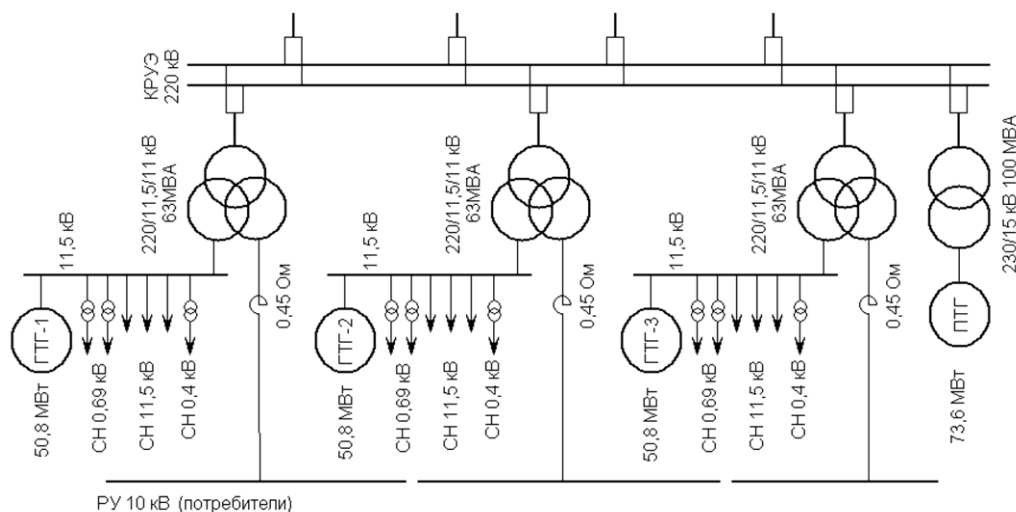 КРУЭ
220 кВ
220/11,5/11 кВ
63МВА
220/11,5/11 кВ
63МВА
220/11,5/11 кВ
63МВА
230/15 кВ 100 МВА
11,5 кВ
11,5 кВ
11,5 кВ
0,45 Ом
0,45 Ом
0,45 Ом
ГТГ-1
ГТГ-2
ГТГ-3
ПТГ
50,8 МВт
СН 0,69 кВ
СН 11,5 кВ
СН 0,4 кВ
50,8 МВт
СН 0,69 кВ
СН 11,5 кВ
СН 0,4 кВ
50,8 МВт
СН 0,69 кВ
СН 11,5 кВ
СН 0,4 кВ
73,6 МВт
РУ 10 кВ (потребители)